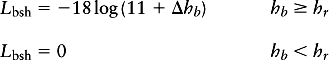 L_bsh = −18 log (11 + Δh_b) h_b ≥ h_r
L_bsh = 0 h_b < h_r